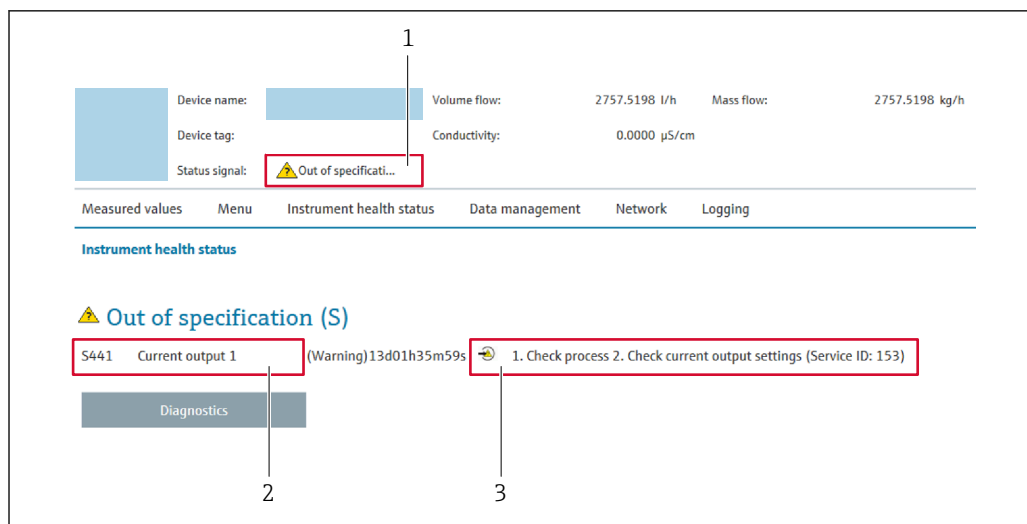 1
Device name: Volume flow: 2757.5198 l/h Mass flow: 2757.5198 kg/h
Device tag: Conductivity: 0.0000 µS/cm
Status signal: Out of specificati...
Measured values Menu Instrument health status Data management Network Logging
Instrument health status
Out of specification (S)
S441 Current output 1 (Warning)13d01h35m59s 1. Check process 2. Check current output settings (Service ID: 153)
Diagnostics
2 3